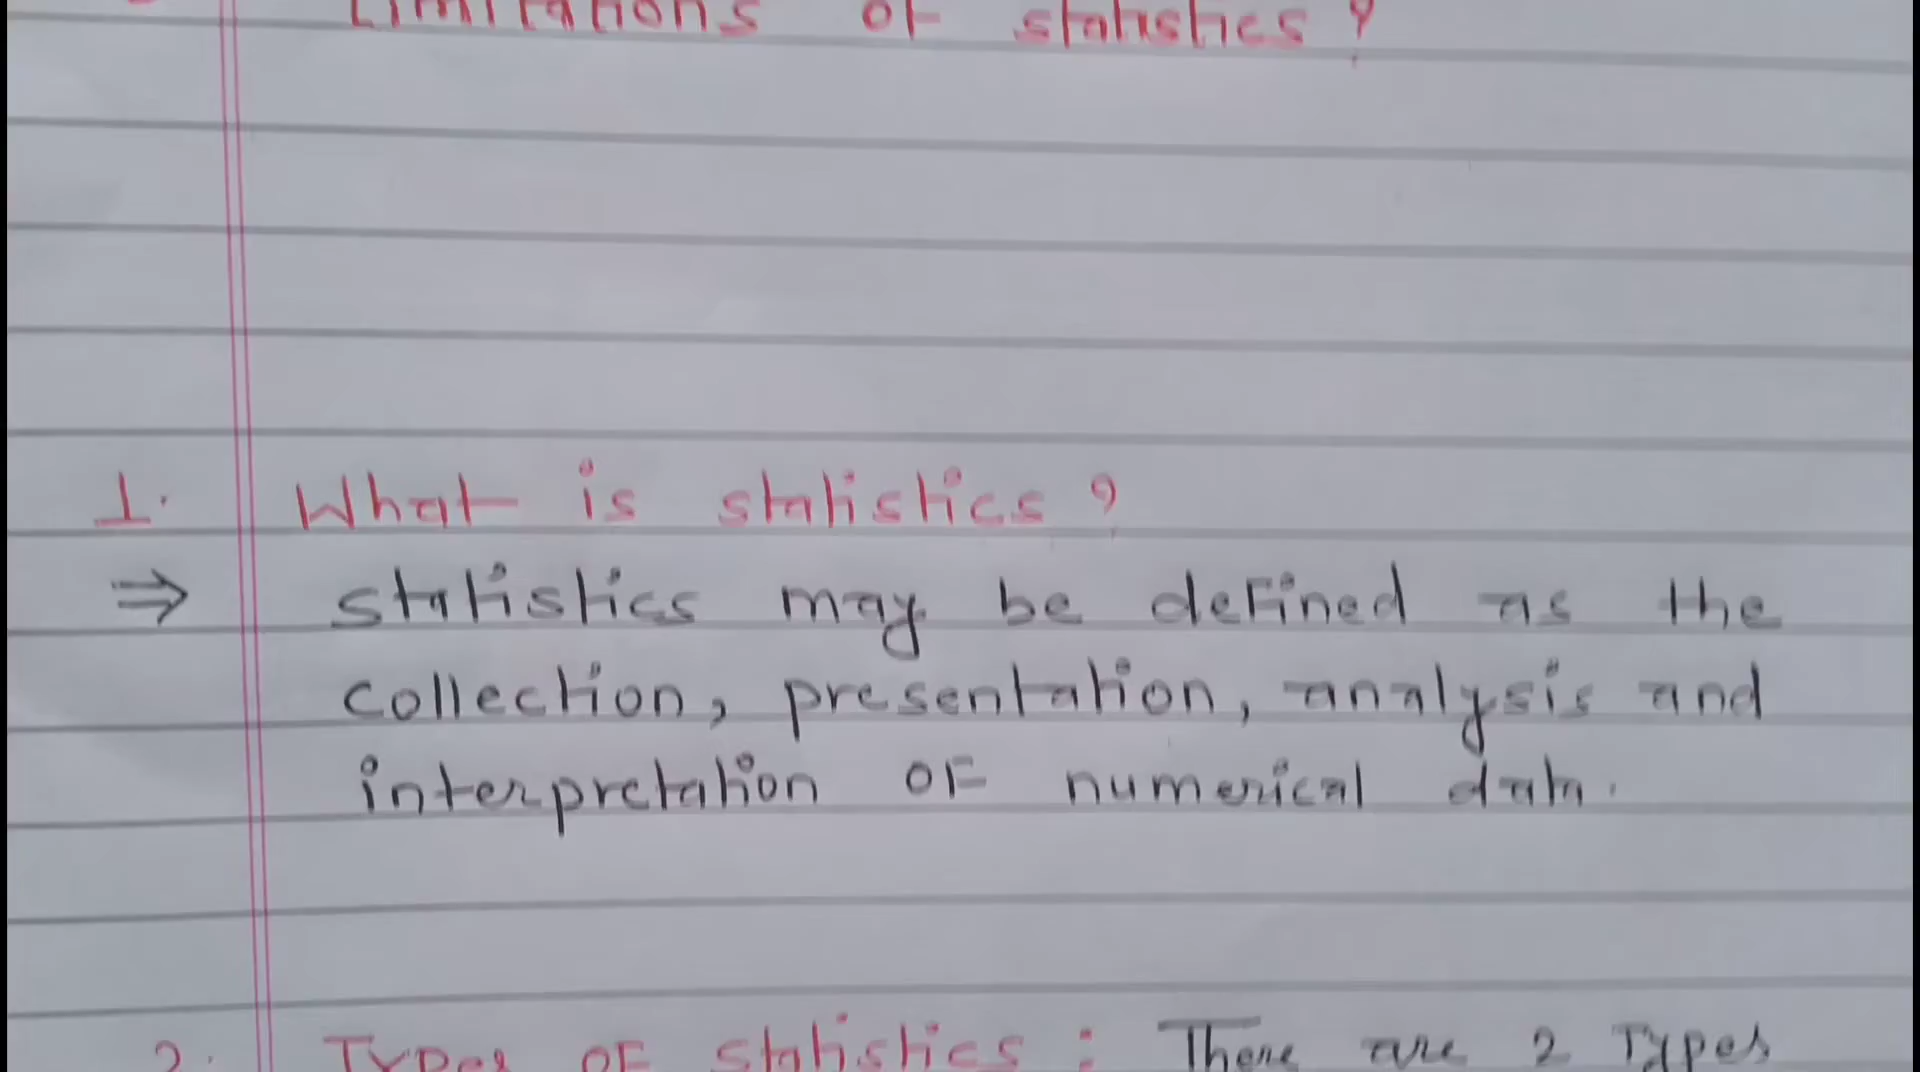 Limitations of statistics?
1. What is statistics?
⇒ statistics may be defined as the
collection, presentation, analysis and
interpretation of numerical data.
2. Types of statistics : There are 2 Types